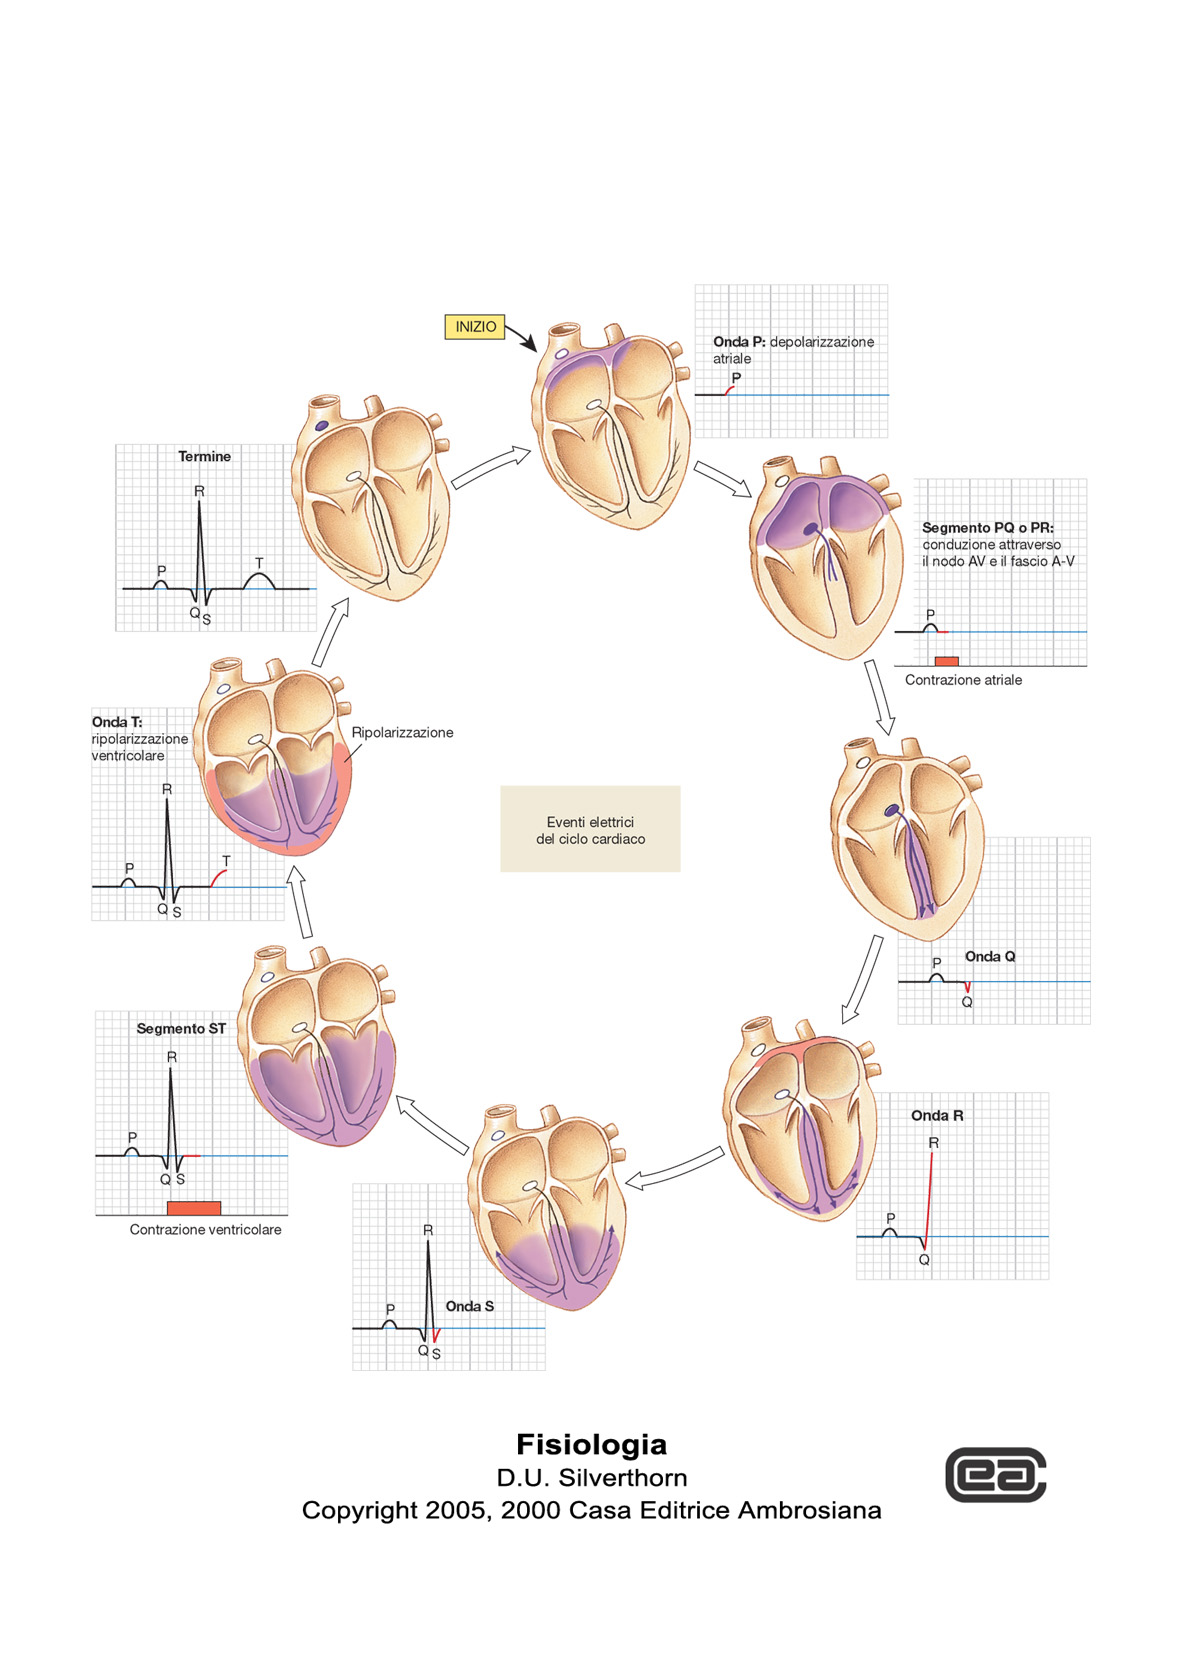 INIZIO
Onda P: depolarizzazione
atriale
P
Segmento PQ o PR:
conduzione attraverso
il nodo AV e il fascio A-V
P
Contrazione atriale
Onda Q
P
Q
Onda R
R
P
Q
Onda S
R
P
Q
S
Segmento ST
R
P
Q
S
Contrazione ventricolare
Onda T:
ripolarizzazione
ventricolare
Ripolarizzazione
R
P
T
Q
S
Termine
R
P
T
Q
S
Eventi elettrici
del ciclo cardiaco
Fisiologia
D.U. Silverthorn
Copyright 2005, 2000 Casa Editrice Ambrosiana
cea